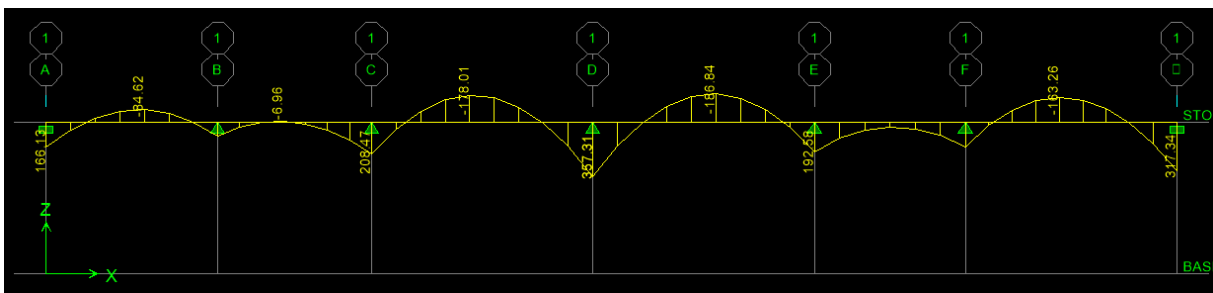 1 1 1 1 1 1 1
A B C D E F
-84.62 -6.96 -178.01 -186.84 -163.26
STO
166.13 208.47 357.31 192.58 317.34
Z
X
BAS